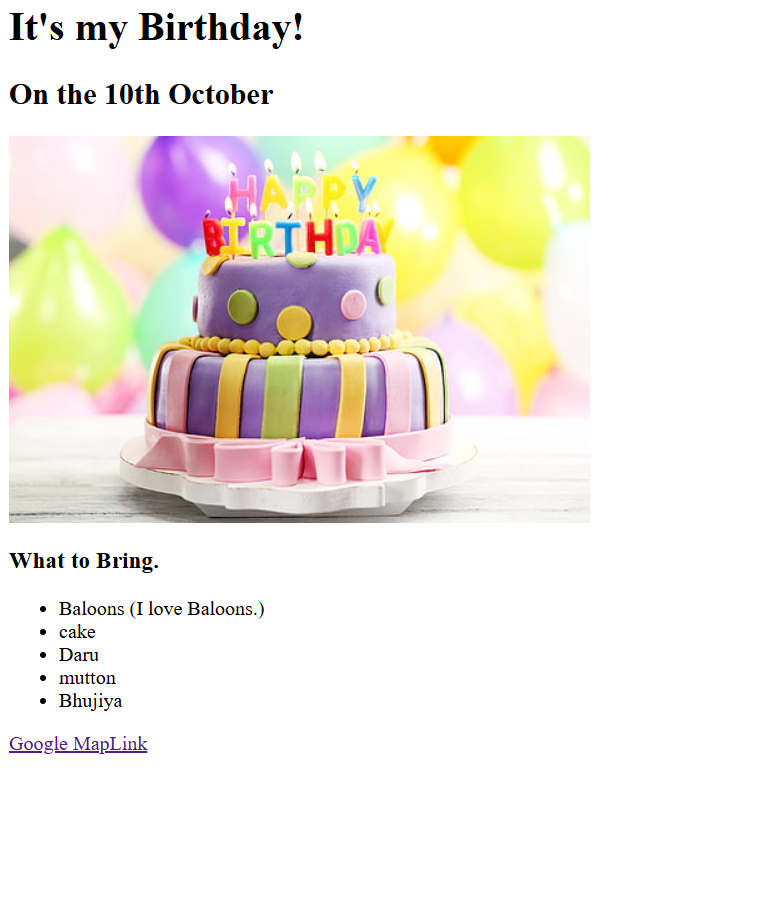 It's my Birthday!
On the 10th October
HAPPY
BIRTHDAY
What to Bring.
Baloons (I love Baloons.)
cake
Daru
mutton
Bhujiya
Google MapLink